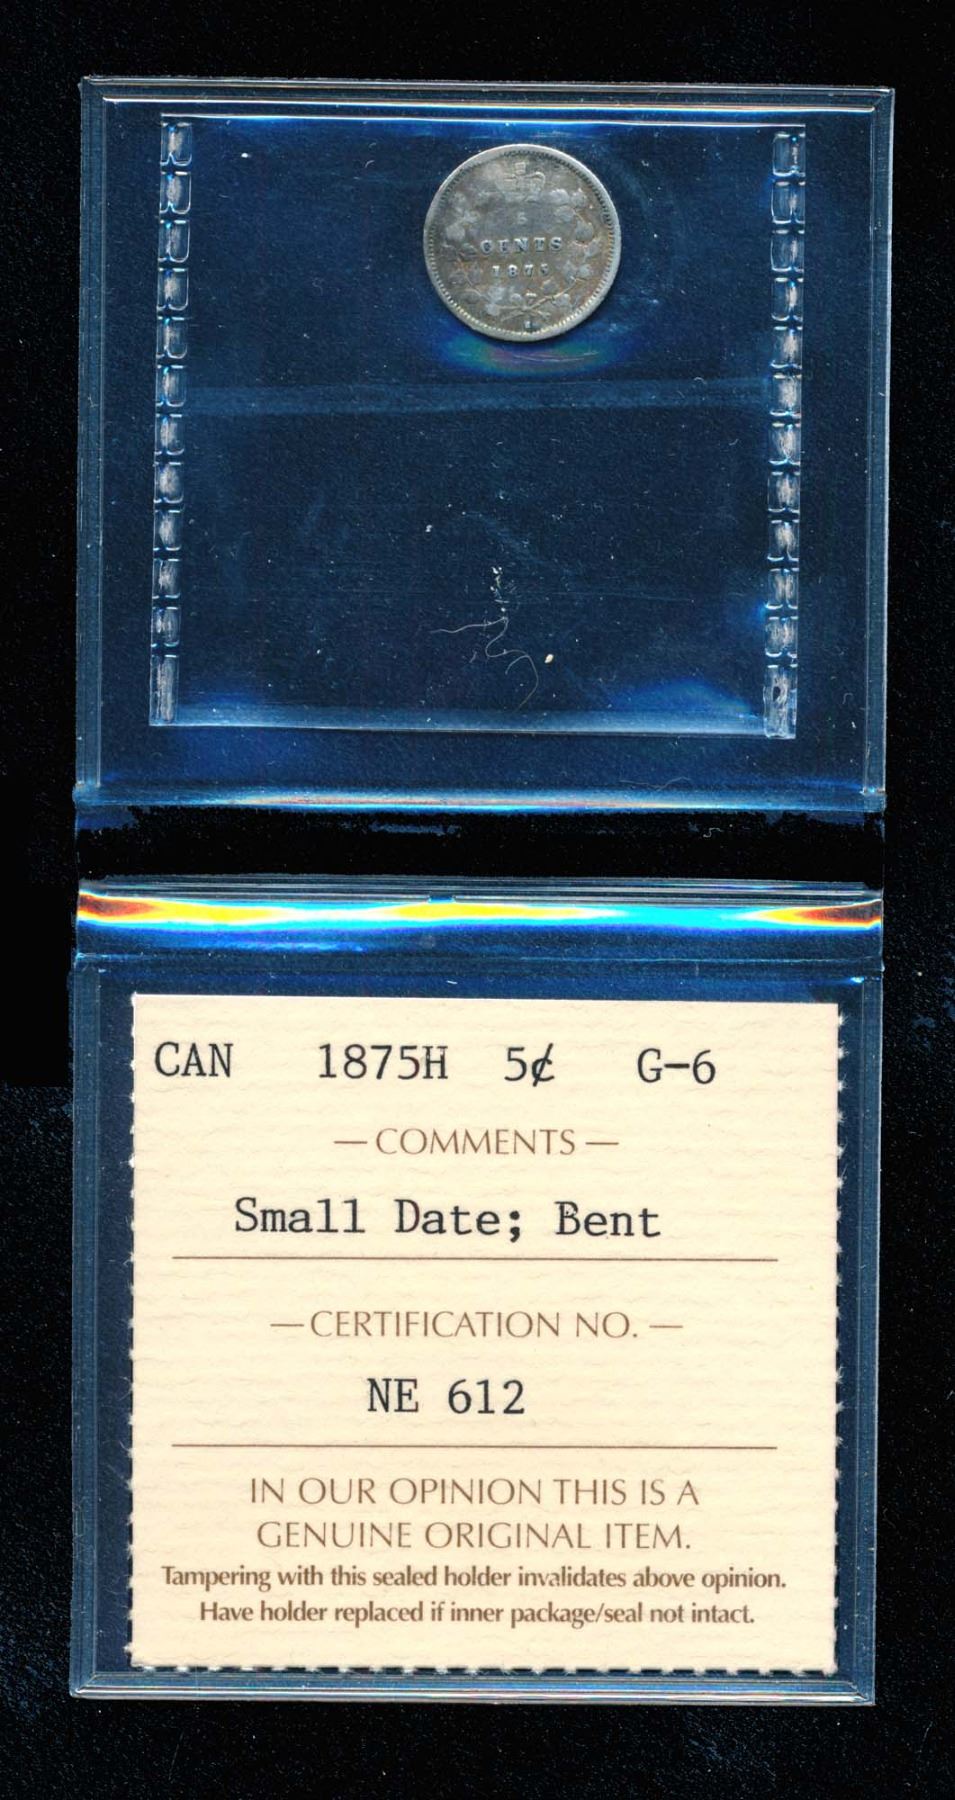 5
CENTS
1875
H
CAN 1875H 5¢ G-6
— COMMENTS —
Small Date; Bent
— CERTIFICATION NO. —
NE 612
IN OUR OPINION THIS IS A
GENUINE ORIGINAL ITEM.
Tampering with this sealed holder invalidates above opinion.
Have holder replaced if inner package/seal not intact.